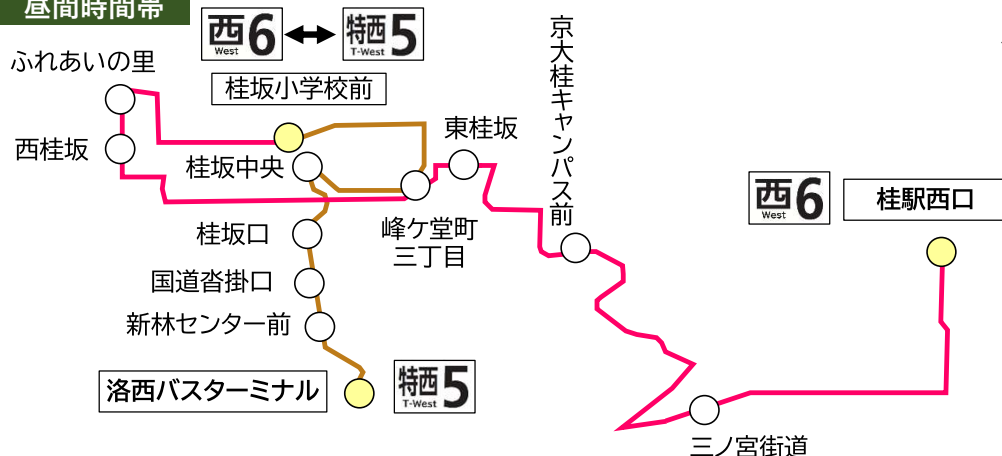 昼間時間帯
西6
West
特西5
T-West
ふれあいの里
桂坂小学校前
京大桂キャンパス前
東桂坂
西桂坂
桂坂中央
西6
West
桂駅西口
桂坂口
峰ケ堂町
三丁目
国道沓掛口
新林センター前
洛西バスターミナル
特西5
T-West
三ノ宮街道